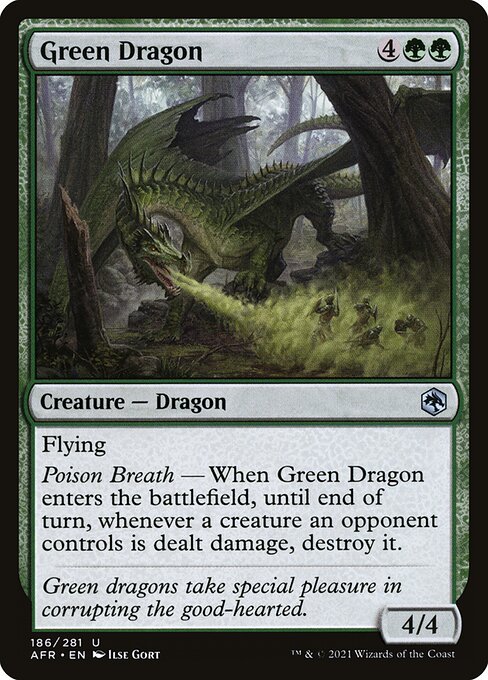 Green Dragon 4
Creature — Dragon
Flying
Poison Breath — When Green Dragon
enters the battlefield, until end of
turn, whenever a creature an opponent
controls is dealt damage, destroy it.
Green dragons take special pleasure in
corrupting the good-hearted.
4/4
186/281 U
AFR • EN Ilse Gort
™ & © 2021 Wizards of the Coast